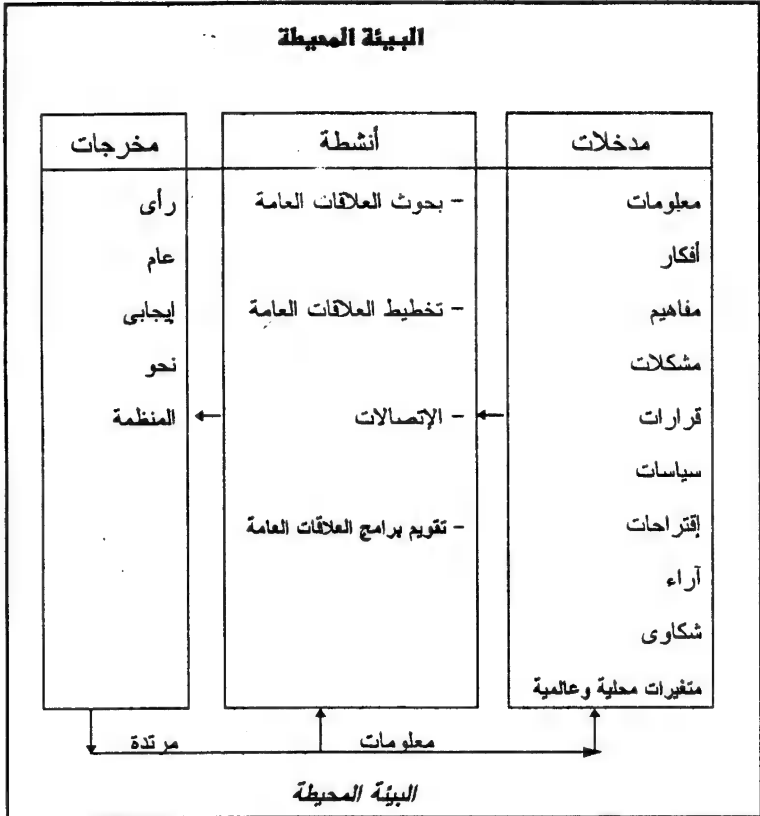 البيئة المحيطة
مدخلات
معلومات
أفكار
مفاهيم
مشكلات
قرارات
سياسات
إقتراحات
آراء
شكاوى
متغيرات محلية وعالمية
أنشطة
- بحوث العلاقات العامة
- تخطيط العلاقات العامة
- الإتصالات
- تقويم برامج العلاقات العامة
مخرجات
رأى
عام
إيجابى
نحو
المنظمة
معلومات مرتدة
البيئة المحيطة